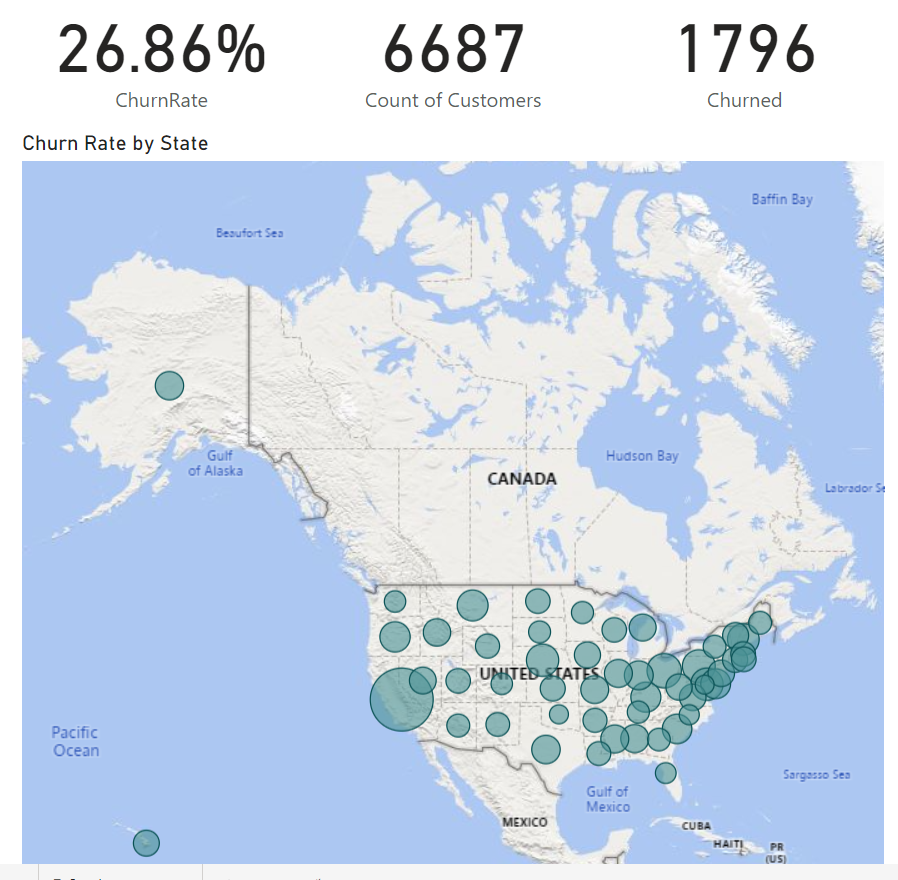 26.86%
6687
1796
ChurnRate
Count of Customers
Churned
Churn Rate by State
Baffin Bay
Beaufort Sea
Gulf
of Alaska
Hudson Bay
CANADA
Labrador Se
UNITED STATES
Pacific
Ocean
Sargasso Sea
Gulf of
Mexico
MEXICO
CUBA
HAITI
PR
(US)